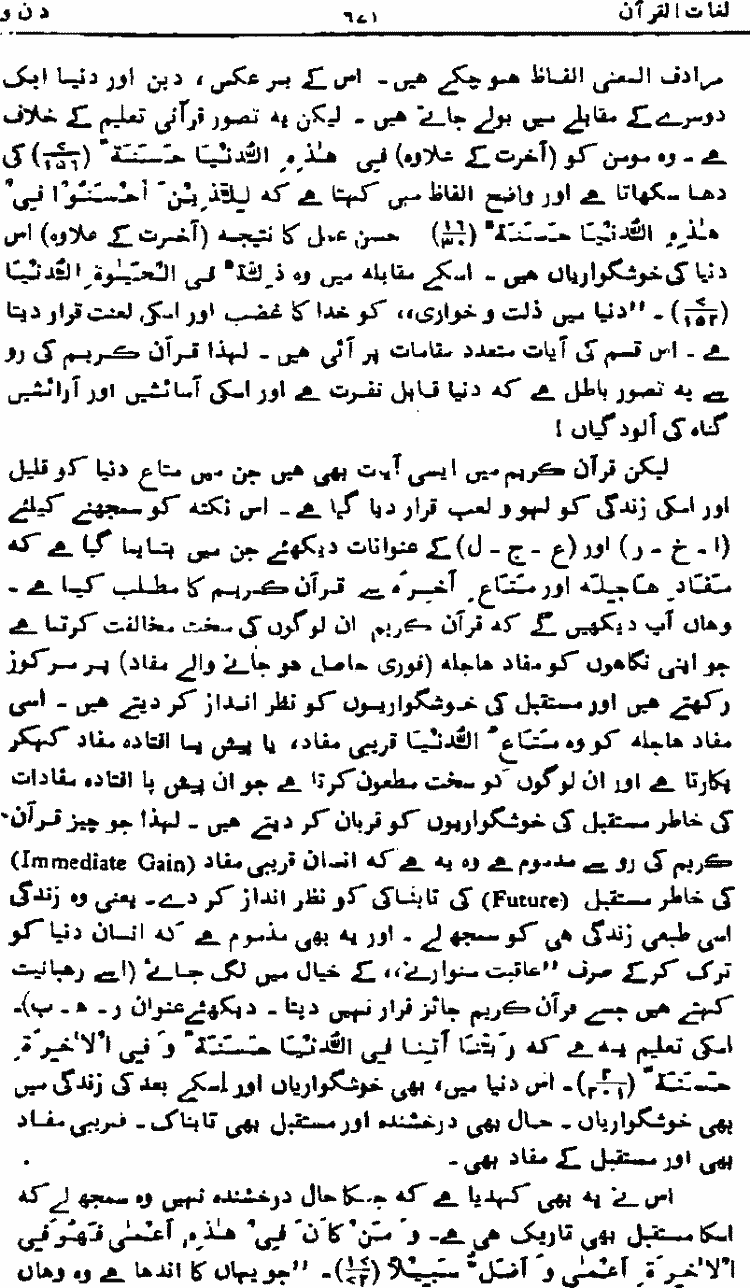 لغات القرآن ٦٧١ د ن و
مرادف المعنی الفاظ ہو چکے ہیں۔ اس کے بر عکس، دین اور دنیا ایک
دوسرے کے مقابلے میں بولے جاتے ہیں۔ لیکن یہ تصور قرآنی تعلیم کے خلاف
ہے۔ وہ مومن کو (آخرت کے علاوہ) فِی ھٰذِہِ الدُّنْیَا حَسَنَۃً (۷/۱۵۶) کی
دعا سکھاتا ہے اور واضح الفاظ میں کہتا ہے کہ لِلَّذِیْنَ اَحْسَنُوْا فِیْ
ھٰذِہِ الدُّنْیَا حَسَنَۃٌ (۱۶/۳۰) حسن عمل کا نتیجہ (آخرت کے علاوہ) اس
دنیا کی خوشگواریاں ہیں۔ اسکے مقابلہ میں وہ ذِلَّۃٌ فِی الْحَیٰوۃِ الدُّنْیَا
(۷/۱۵۲)۔ ’’دنیا میں ذلت و خواری‘‘ کو خدا کا غضب اور اسکی لعنت قرار دیتا
ہے۔ اس قسم کی آیات متعدد مقامات پر آئی ہیں۔ لہذا قرآن کریم کی رو
سے یہ تصور باطل ہے کہ دنیا قابل نفرت ہے اور اسکی آسائشیں اور آرائشیں
گناہ کی آلودگیاں !
لیکن قرآن کریم میں ایسی آیات بھی ہیں جن میں متاع دنیا کو قلیل
اور اسکی زندگی کو لہو و لعب قرار دیا گیا ہے۔ اس نکتہ کو سمجھنے کیلئے
(ا۔ خ۔ ر) اور (ع۔ ج۔ ل) کے عنوانات دیکھئے جن میں بتایا گیا ہے کہ
مَفَادِ عَاجِلَہ اور مَتَاعِ آخِرَہ سے قرآن کریم کا مطلب کیا ہے۔
وہاں آپ دیکھیں گے کہ قرآن کریم ان لوگوں کی سخت مخالفت کرتا ہے
جو اپنی نگاہوں کو مفاد عاجلہ (فوری حاصل ہو جانے والے مفاد) پر مرکوز
رکھتے ہیں اور مستقبل کی خوشگواریوں کو نظر انداز کر دیتے ہیں۔ اسی
مفاد عاجلہ کو وہ مَتَاعُ الدُّنْیَا قریبی مفاد، یا پیش پا افتادہ مفاد کہکر
پکارتا ہے اور ان لوگوں کو سخت مطعون کرتا ہے جو ان پیش پا افتادہ مفادات
کی خاطر مستقبل کی خوشگواریوں کو قربان کر دیتے ہیں۔ لہذا جو چیز قرآن
کریم کی رو سے مذموم ہے وہ یہ ہے کہ انسان قریبی مفاد (Immediate Gain)
کی خاطر مستقبل (Future) کی تابناکی کو نظر انداز کر دے۔ یعنی وہ زندگی
اسی طبعی زندگی ہی کو سمجھ لے۔ اور یہ بھی مذموم ہے کہ انسان دنیا کو
ترک کرکے صرف ’’عاقبت سنوارنے‘‘ کے خیال میں لگ جائے (اسے رہبانیت
کہتے ہیں جسے قرآن کریم جائز قرار نہیں دیتا۔ دیکھئے عنوان ر۔ ھ۔ ب)۔
اسکی تعلیم یہ ہے کہ رَبَّنَا آتِنَا فِی الدُّنْیَا حَسَنَۃً وَ فِی الْاٰخِرَۃِ
حَسَنَۃً (۲/۲۰۱)۔ اس دنیا میں بھی خوشگواریاں اور اسکے بعد کی زندگی میں
بھی خوشگواریاں۔ حال بھی درخشندہ اور مستقبل بھی تابناک۔ قریبی مفاد
بھی اور مستقبل کے مفاد بھی۔
اس نے یہ بھی کہدیا ہے کہ جسکا حال درخشندہ نہیں وہ سمجھ لے کہ
اسکا مستقبل بھی تاریک ہی ہے۔ وَ مَنْ کَانَ فِیْ ھٰذِہٖ اَعْمٰی فَھُوَ فِی
الْاٰخِرَۃِ اَعْمٰی وَ اَضَلُّ سَبِیْلًا (۱۷/۷۲)۔ ’’جو یہاں کا اندھا ہے وہ وہاں